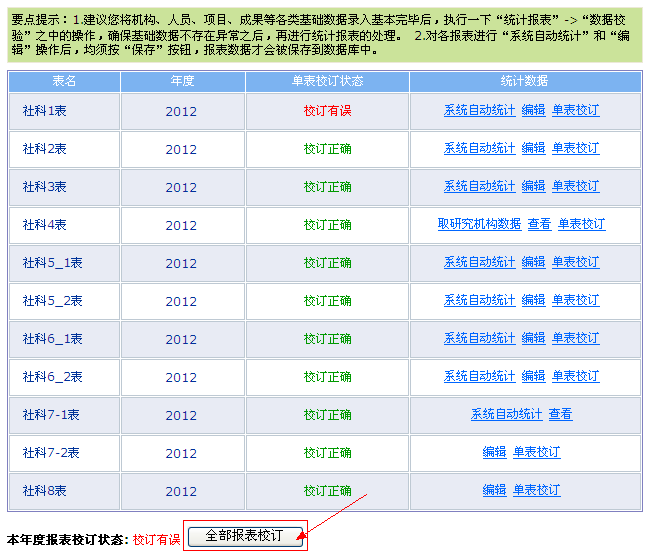 要点提示：1.建议您将机构、人员、项目、成果等各类基础数据录入基本完毕后，执行一下“统计报表”->“数据校
验”之中的操作，确保基础数据不存在异常之后，再进行统计报表的处理。 2.对各报表进行“系统自动统计”和“编
辑”操作后，均须按“保存”按钮，报表数据才会被保存到数据库中。
表名 年度 单表校订状态 统计数据
社科1表 2012 校订有误 系统自动统计 编辑 单表校订
社科2表 2012 校订正确 系统自动统计 编辑 单表校订
社科3表 2012 校订正确 系统自动统计 编辑 单表校订
社科4表 2012 校订正确 取研究机构数据 查看 单表校订
社科5_1表 2012 校订正确 系统自动统计 编辑 单表校订
社科5_2表 2012 校订正确 系统自动统计 编辑 单表校订
社科6_1表 2012 校订正确 系统自动统计 编辑 单表校订
社科6_2表 2012 校订正确 系统自动统计 编辑 单表校订
社科7-1表 2012 校订正确 系统自动统计 查看
社科7-2表 2012 校订正确 编辑 单表校订
社科8表 2012 校订正确 编辑 单表校订
本年度报表校订状态: 校订有误 全部报表校订